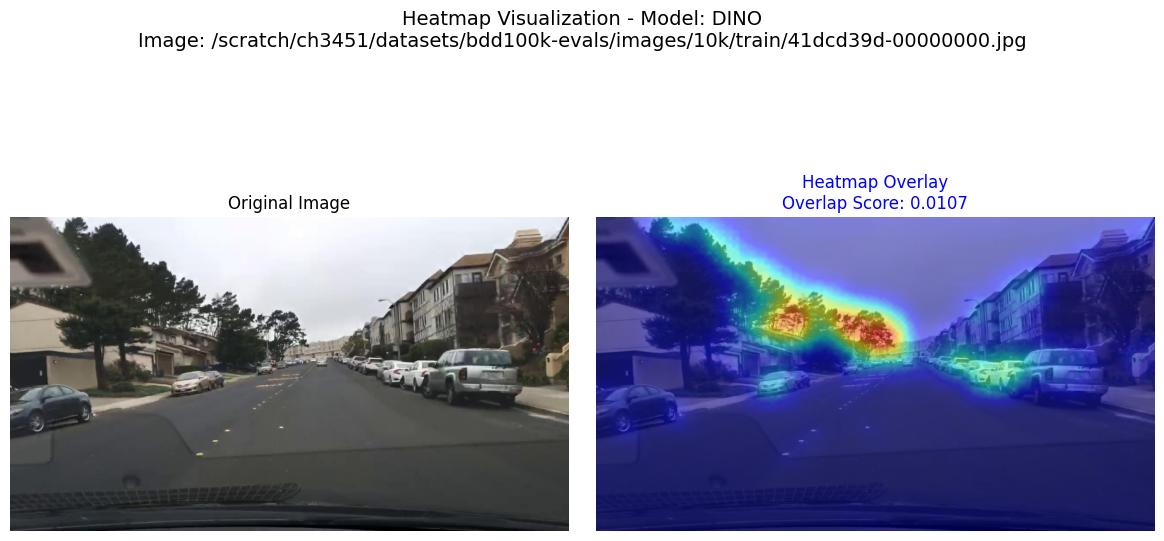 Heatmap Visualization - Model: DINO
Image: /scratch/ch3451/datasets/bdd100k-evals/images/10k/train/41dcd39d-00000000.jpg
Original Image
Heatmap Overlay
Overlap Score: 0.0107